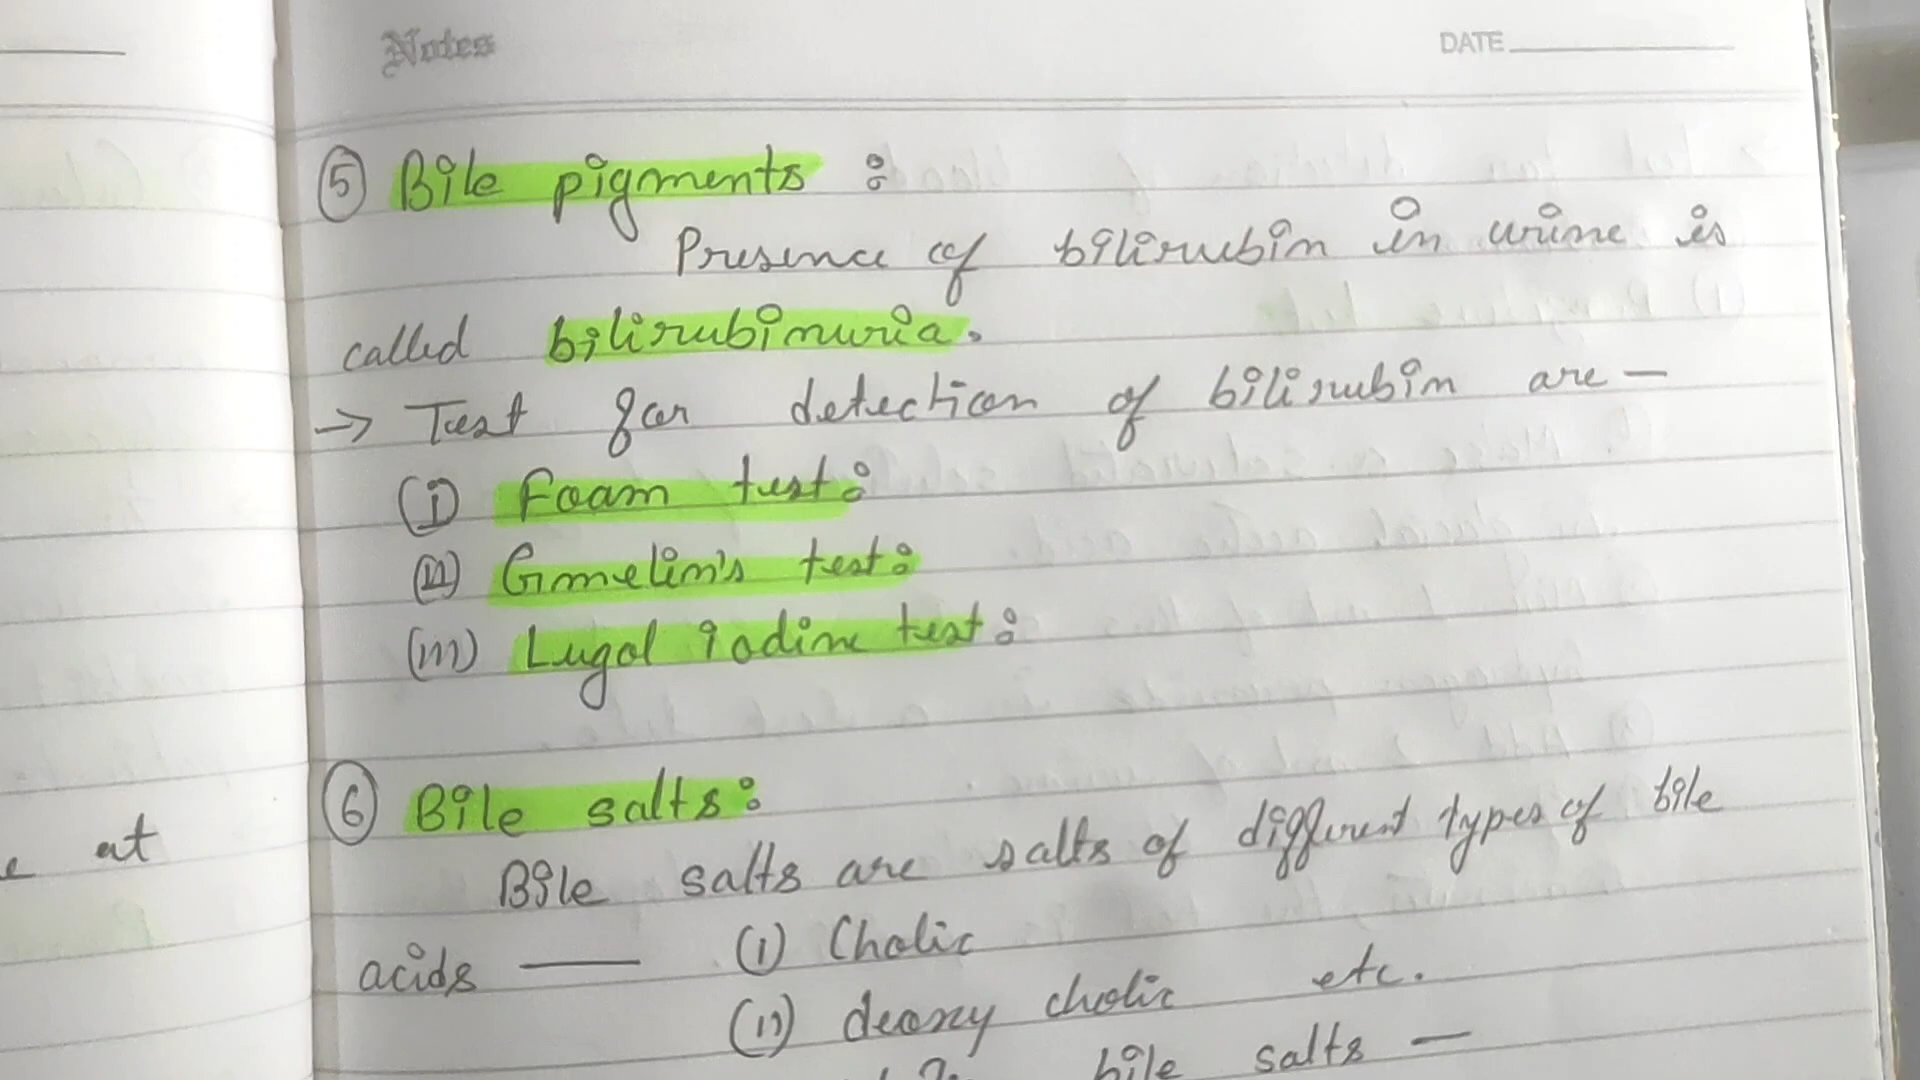 Notes
DATE
⑤ Bile pigments :
Presence of bilirubin in urine is
called bilirubinuria.
→ Test for detection of bilirubin are -
(I) Foam test:
(II) Gmelin's test:
(III) Lugol iodine test:
⑥ Bile salts:
Bile salts are salts of different types of bile
acids — (I) Cholic
(II) deoxy cholic etc.
bile salts —
at